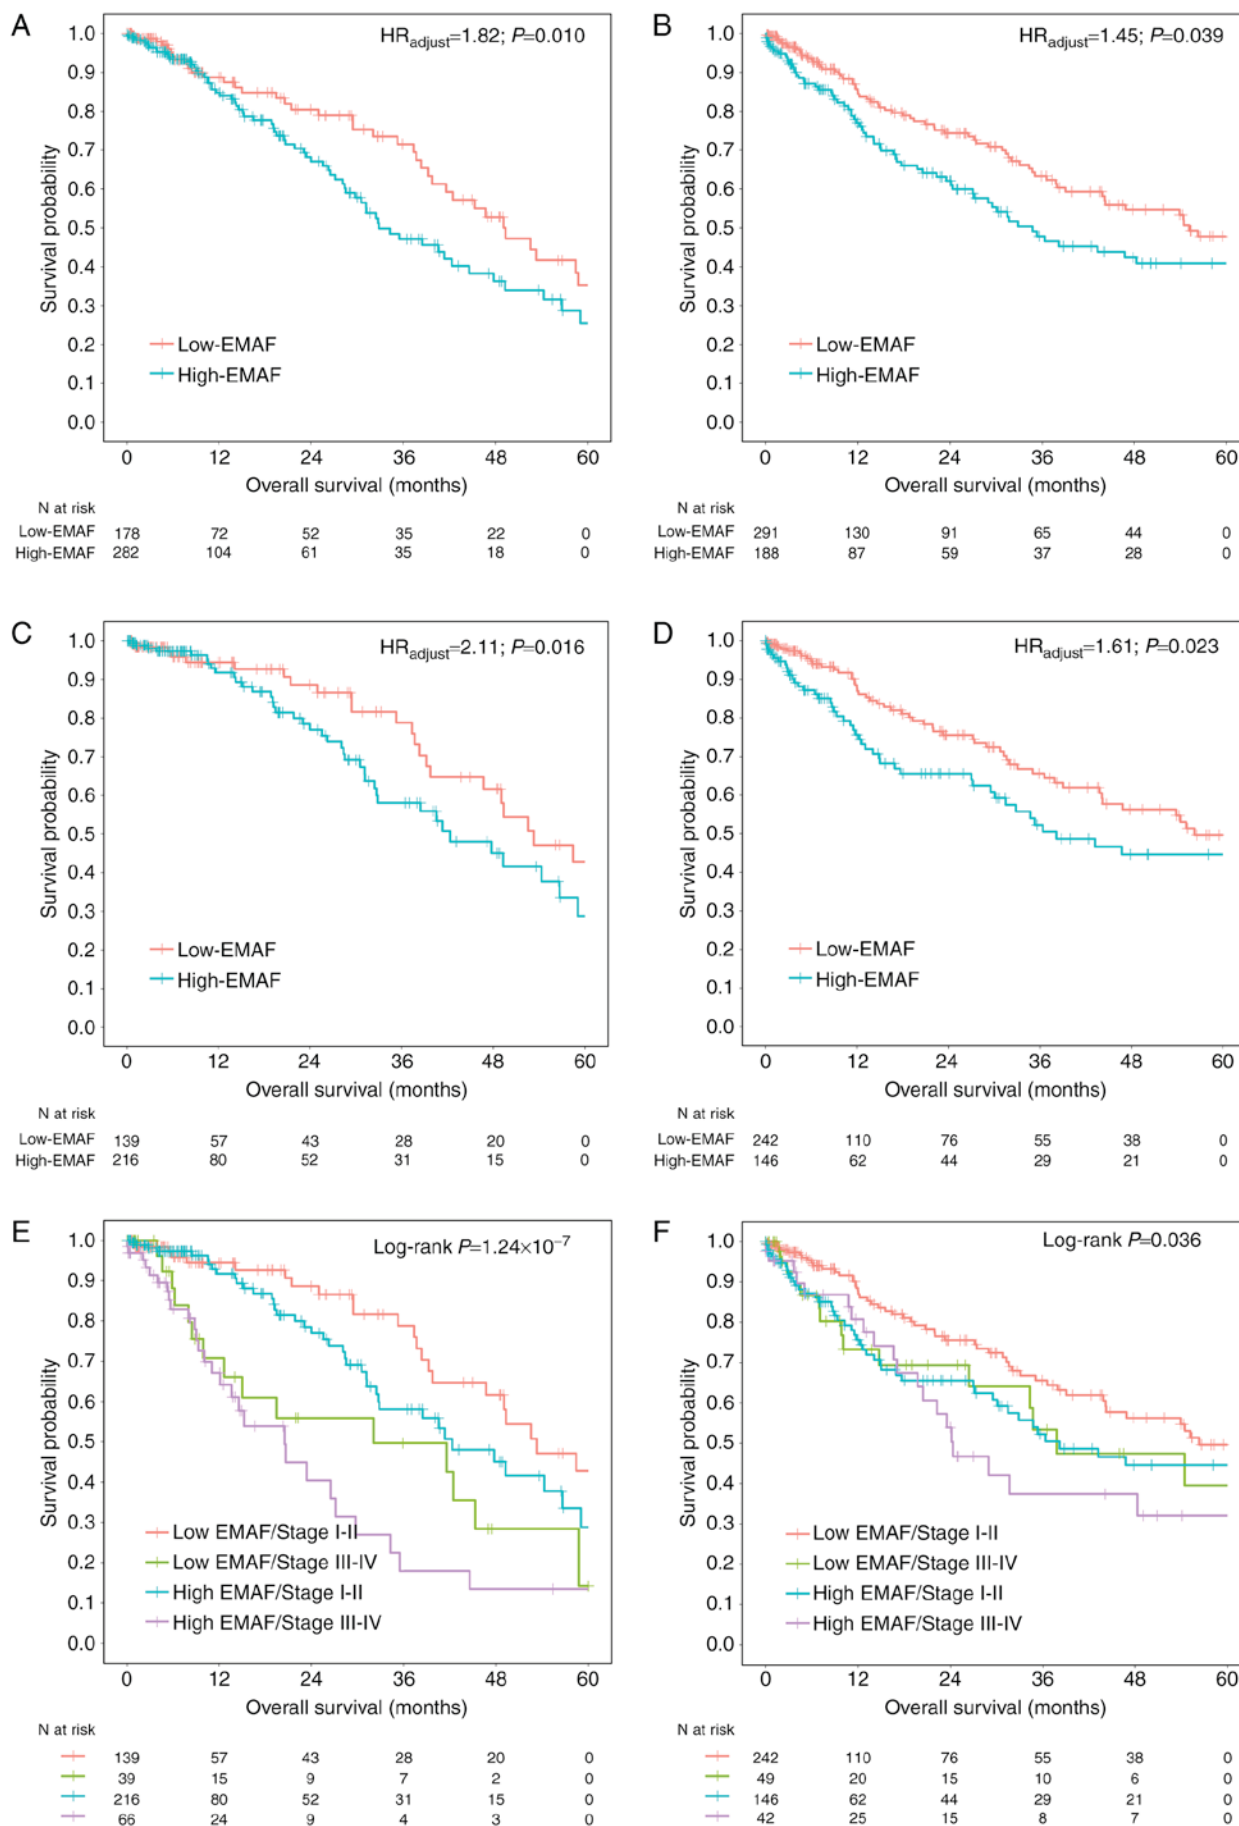 A
HRadjust=1.82; P=0.010
1.0
0.9
0.8
0.7
0.6
0.5
0.4
0.3
0.2
0.1
0.0
Survival probability
Low-EMAF
High-EMAF
0 12 24 36 48 60
Overall survival (months)
N at risk
Low-EMAF 178 72 52 35 22 0
High-EMAF 282 104 61 35 18 0
B
HRadjust=1.45; P=0.039
1.0
0.9
0.8
0.7
0.6
0.5
0.4
0.3
0.2
0.1
0.0
Survival probability
Low-EMAF
High-EMAF
0 12 24 36 48 60
Overall survival (months)
N at risk
Low-EMAF 291 130 91 65 44 0
High-EMAF 188 87 59 37 28 0
C
HRadjust=2.11; P=0.016
1.0
0.9
0.8
0.7
0.6
0.5
0.4
0.3
0.2
0.1
0.0
Survival probability
Low-EMAF
High-EMAF
0 12 24 36 48 60
Overall survival (months)
N at risk
Low-EMAF 139 57 43 28 20 0
High-EMAF 216 80 52 31 15 0
D
HRadjust=1.61; P=0.023
1.0
0.9
0.8
0.7
0.6
0.5
0.4
0.3
0.2
0.1
0.0
Survival probability
Low-EMAF
High-EMAF
0 12 24 36 48 60
Overall survival (months)
N at risk
Low-EMAF 242 110 76 55 38 0
High-EMAF 146 62 44 29 21 0
E
Log-rank P=1.24×10−7
1.0
0.9
0.8
0.7
0.6
0.5
0.4
0.3
0.2
0.1
0.0
Survival probability
Low EMAF/Stage I-II
Low EMAF/Stage III-IV
High EMAF/Stage I-II
High EMAF/Stage III-IV
0 12 24 36 48 60
Overall survival (months)
N at risk
139 57 43 28 20 0
39 15 9 7 2 0
216 80 52 31 15 0
66 24 9 4 3 0
F
Log-rank P=0.036
1.0
0.9
0.8
0.7
0.6
0.5
0.4
0.3
0.2
0.1
0.0
Survival probability
Low EMAF/Stage I-II
Low EMAF/Stage III-IV
High EMAF/Stage I-II
High EMAF/Stage III-IV
0 12 24 36 48 60
Overall survival (months)
N at risk
242 110 76 55 38 0
49 20 15 10 6 0
146 62 44 29 21 0
42 25 15 8 7 0